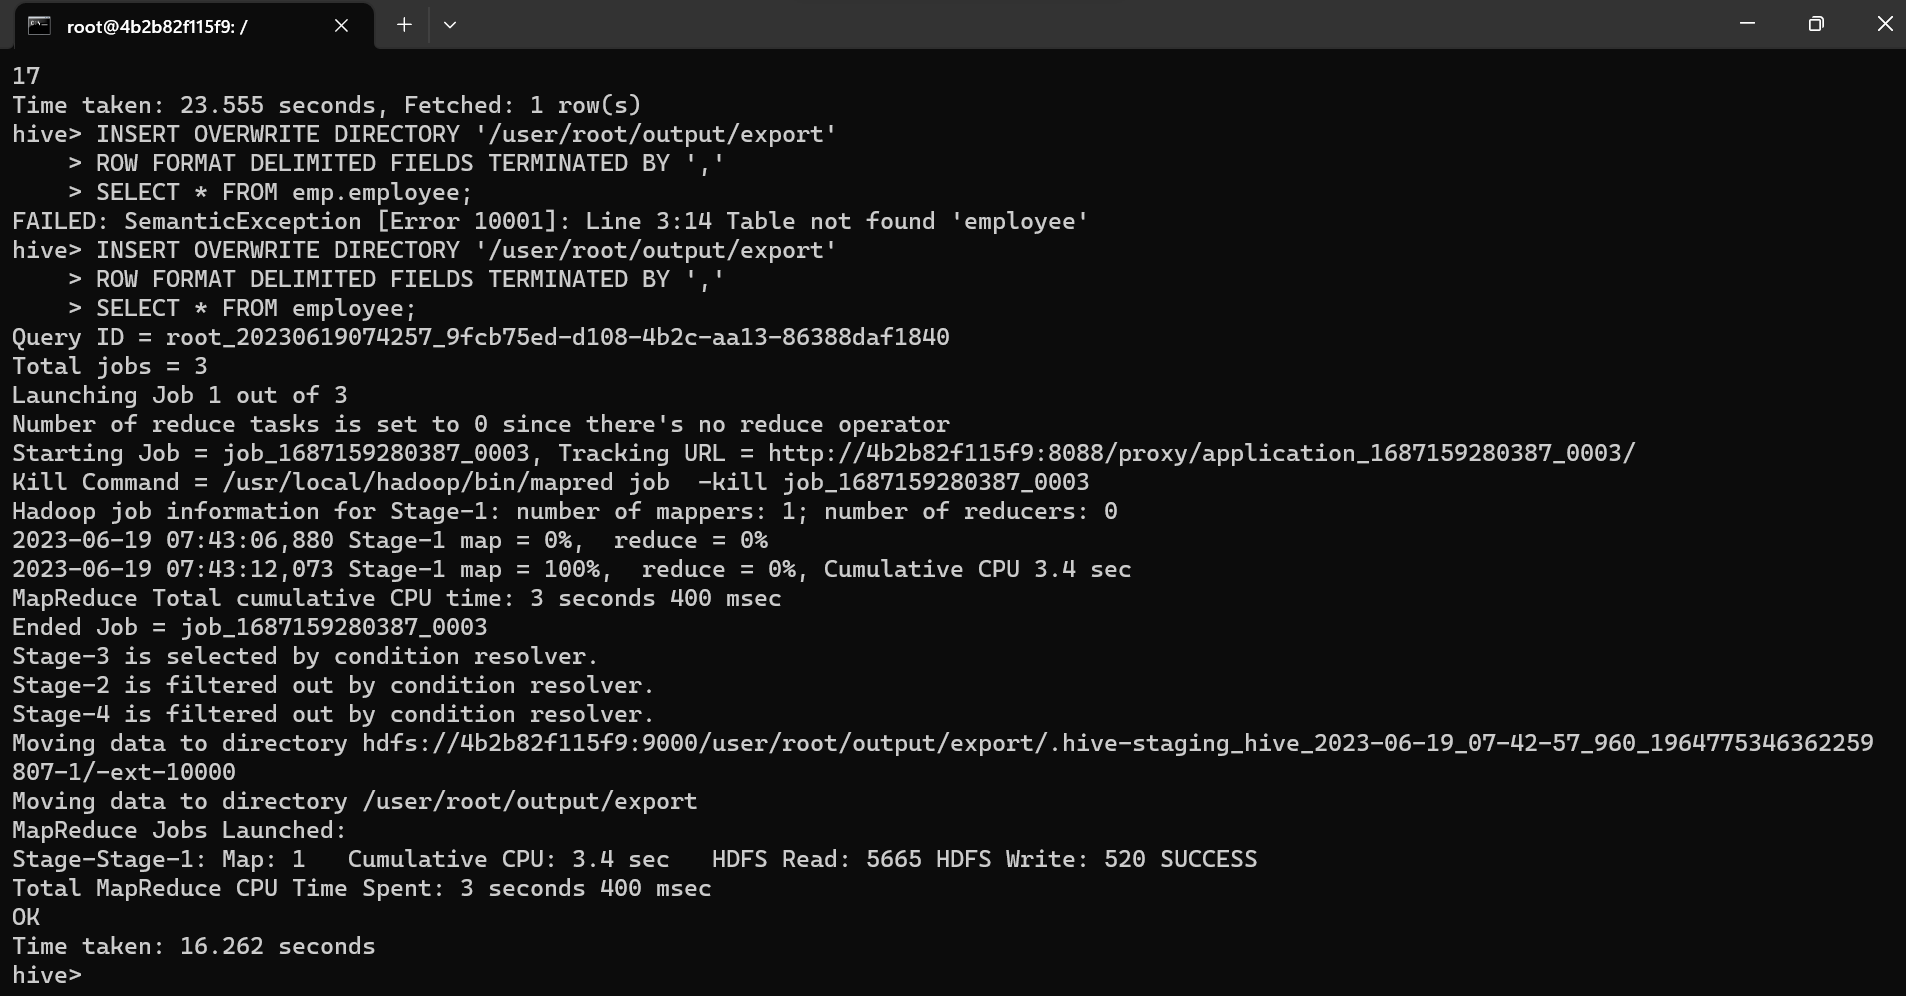 root@4b2b82f115f9: /
17
Time taken: 23.555 seconds, Fetched: 1 row(s)
hive> INSERT OVERWRITE DIRECTORY '/user/root/output/export'
    > ROW FORMAT DELIMITED FIELDS TERMINATED BY ','
    > SELECT * FROM emp.employee;
FAILED: SemanticException [Error 10001]: Line 3:14 Table not found 'employee'
hive> INSERT OVERWRITE DIRECTORY '/user/root/output/export'
    > ROW FORMAT DELIMITED FIELDS TERMINATED BY ','
    > SELECT * FROM employee;
Query ID = root_20230619074257_9fcb75ed-d108-4b2c-aa13-86388daf1840
Total jobs = 3
Launching Job 1 out of 3
Number of reduce tasks is set to 0 since there's no reduce operator
Starting Job = job_1687159280387_0003, Tracking URL = http://4b2b82f115f9:8088/proxy/application_1687159280387_0003/
Kill Command = /usr/local/hadoop/bin/mapred job  -kill job_1687159280387_0003
Hadoop job information for Stage-1: number of mappers: 1; number of reducers: 0
2023-06-19 07:43:06,880 Stage-1 map = 0%,  reduce = 0%
2023-06-19 07:43:12,073 Stage-1 map = 100%,  reduce = 0%, Cumulative CPU 3.4 sec
MapReduce Total cumulative CPU time: 3 seconds 400 msec
Ended Job = job_1687159280387_0003
Stage-3 is selected by condition resolver.
Stage-2 is filtered out by condition resolver.
Stage-4 is filtered out by condition resolver.
Moving data to directory hdfs://4b2b82f115f9:9000/user/root/output/export/.hive-staging_hive_2023-06-19_07-42-57_960_1964775346362259
807-1/-ext-10000
Moving data to directory /user/root/output/export
MapReduce Jobs Launched:
Stage-Stage-1: Map: 1   Cumulative CPU: 3.4 sec   HDFS Read: 5665 HDFS Write: 520 SUCCESS
Total MapReduce CPU Time Spent: 3 seconds 400 msec
OK
Time taken: 16.262 seconds
hive>